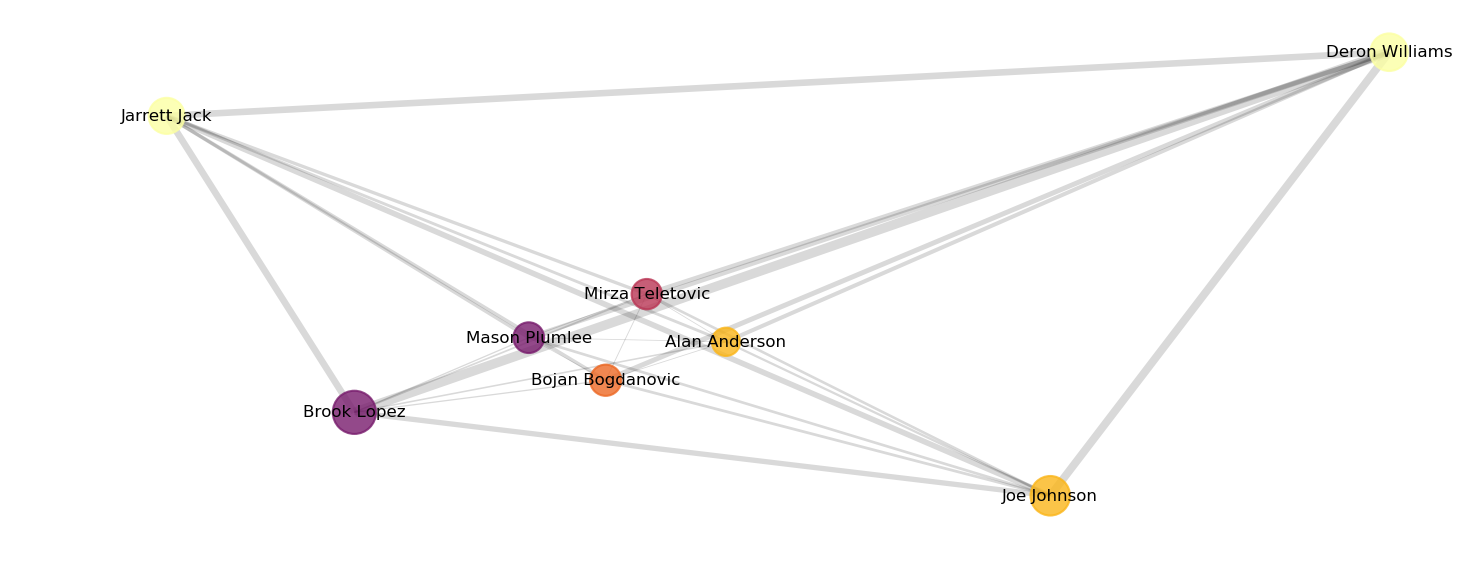 Deron Williams
Jarrett Jack
Mirza Teletovic
Mason Plumlee
Alan Anderson
Bojan Bogdanovic
Brook Lopez
Joe Johnson